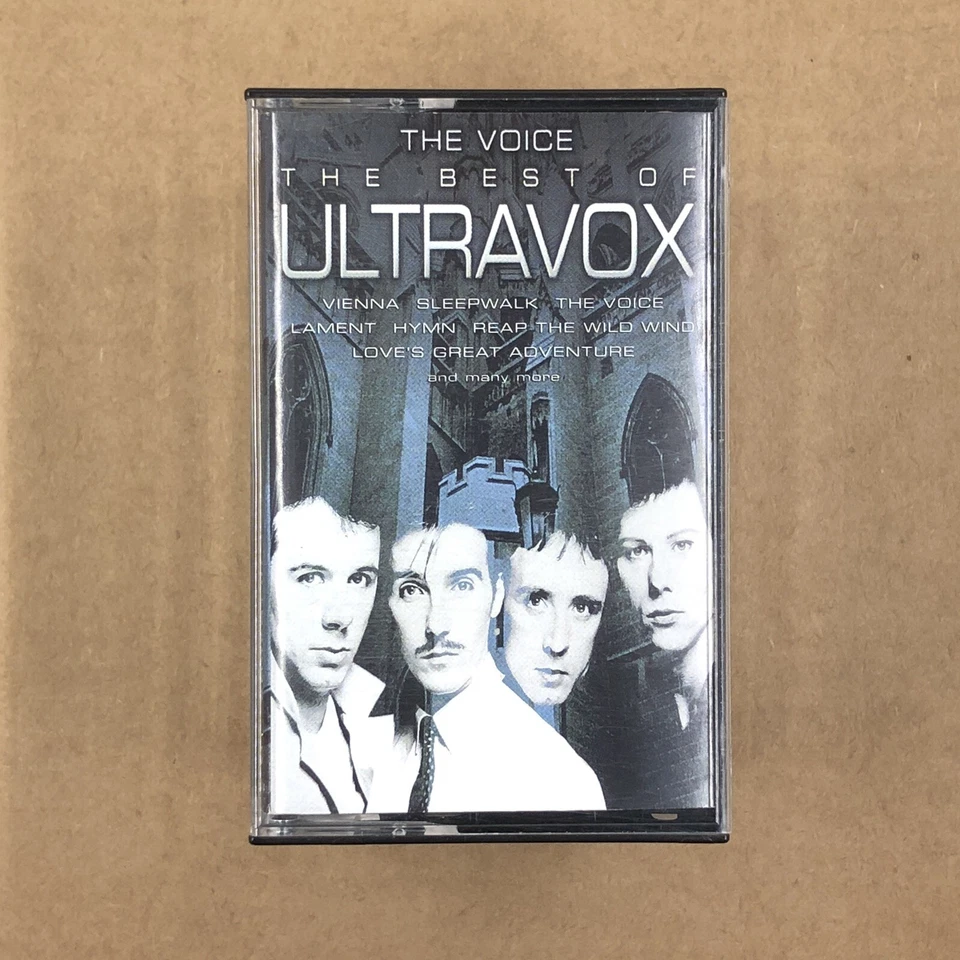 THE VOICE
THE BEST OF
ULTRAVOX
VIENNA SLEEPWALK THE VOICE
LAMENT HYMN REAP THE WILD WIND
LOVE'S GREAT ADVENTURE
and many more